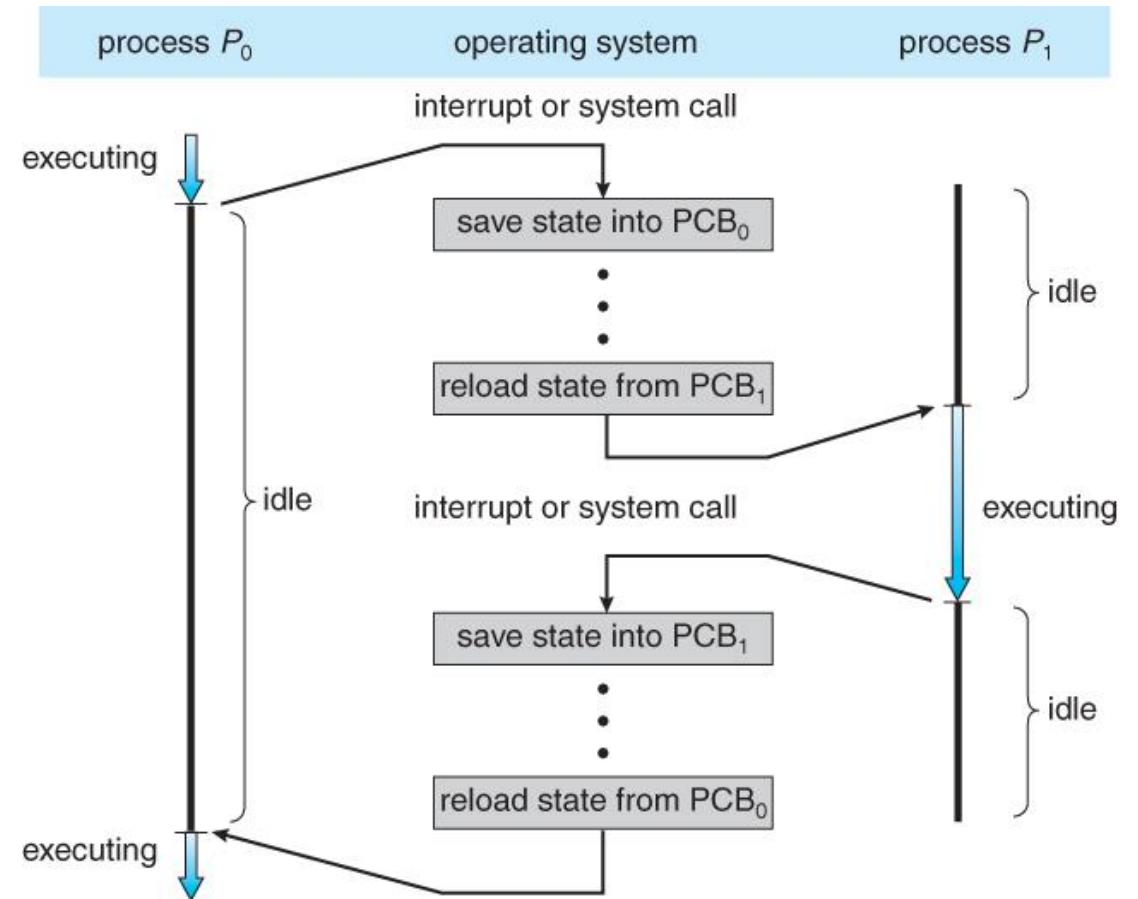 process P₀ operating system process P₁
interrupt or system call
executing
save state into PCB₀
idle
reload state from PCB₁
idle
interrupt or system call
executing
save state into PCB₁
idle
reload state from PCB₀
executing